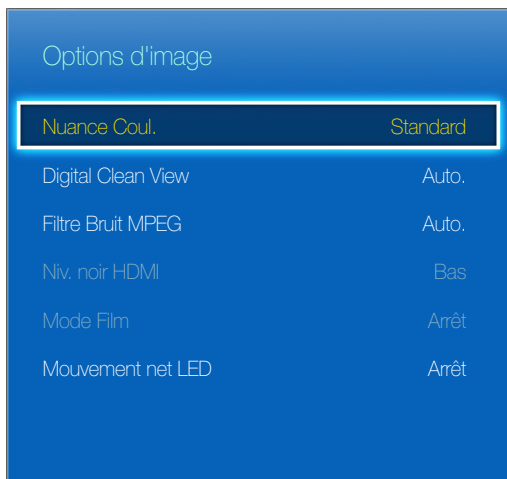 Options d'image
Nuance Coul. Standard
Digital Clean View Auto.
Filtre Bruit MPEG Auto.
Niv. noir HDMI Bas
Mode Film Arrêt
Mouvement net LED Arrêt